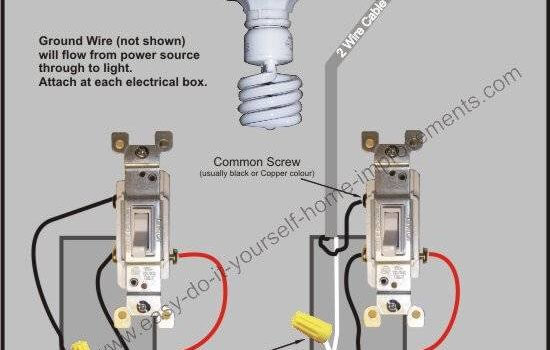 Ground Wire (not shown)
will flow from power source
through to light.
Attach at each electrical box.
2 Wire Cable
Common Screw
(usually black or Copper colour)
www.easy-do-it-yourself-home-improvements.com